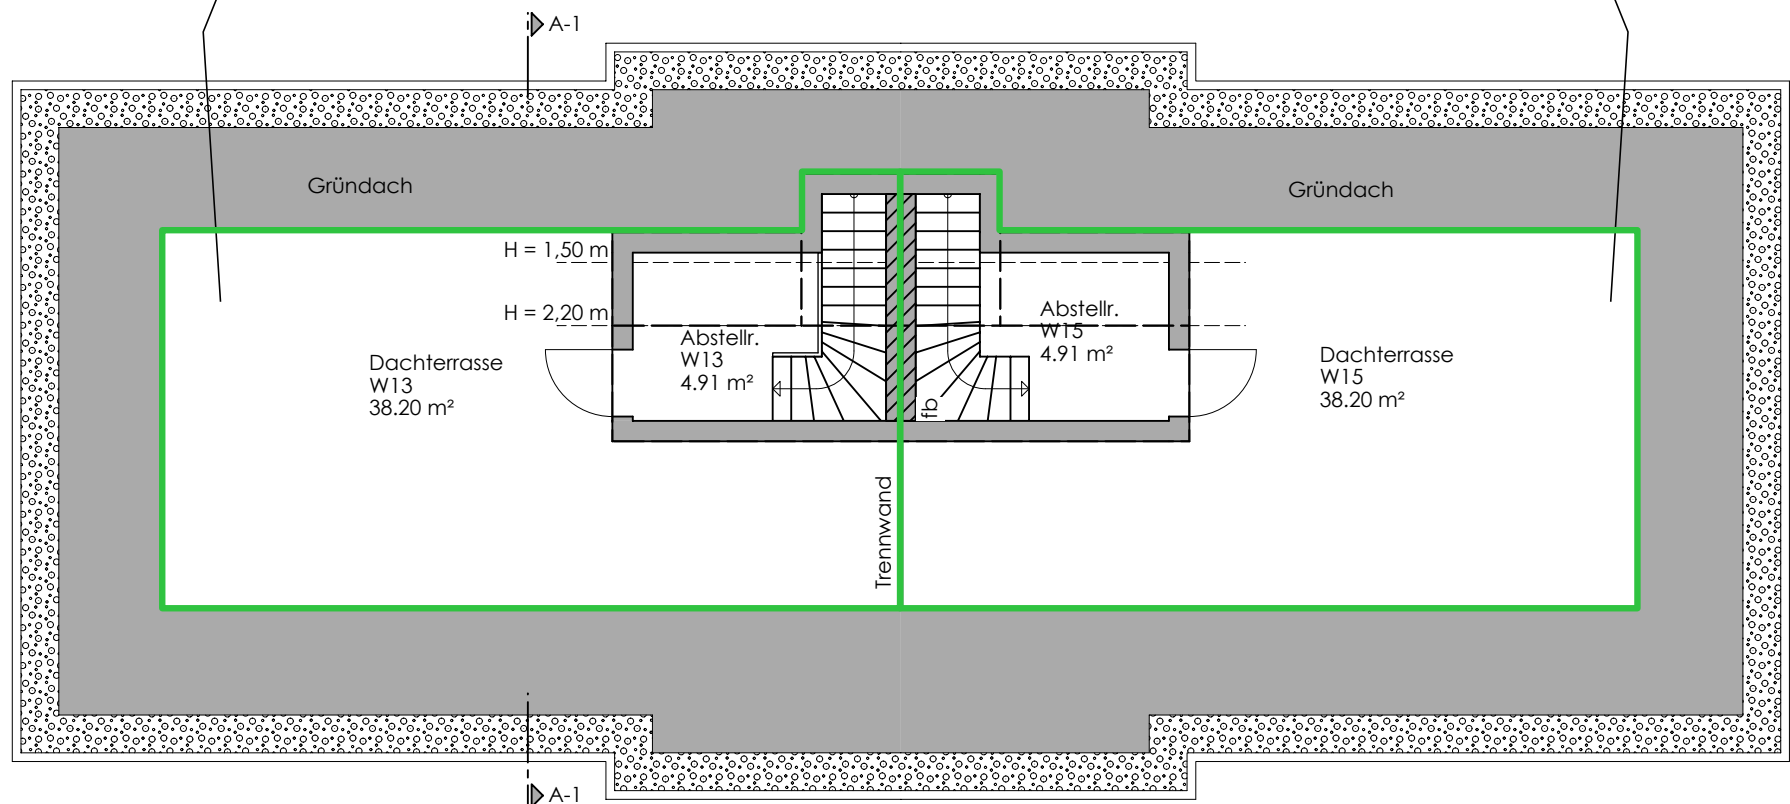 A-1
Gründach
Gründach
H = 1,50 m
H = 2,20 m
Dachterrasse
W13
38.20 m²
Abstellr.
W13
4.91 m²
Abstellr.
W15
4.91 m²
Dachterrasse
W15
38.20 m²
fb
Trennwand
A-1